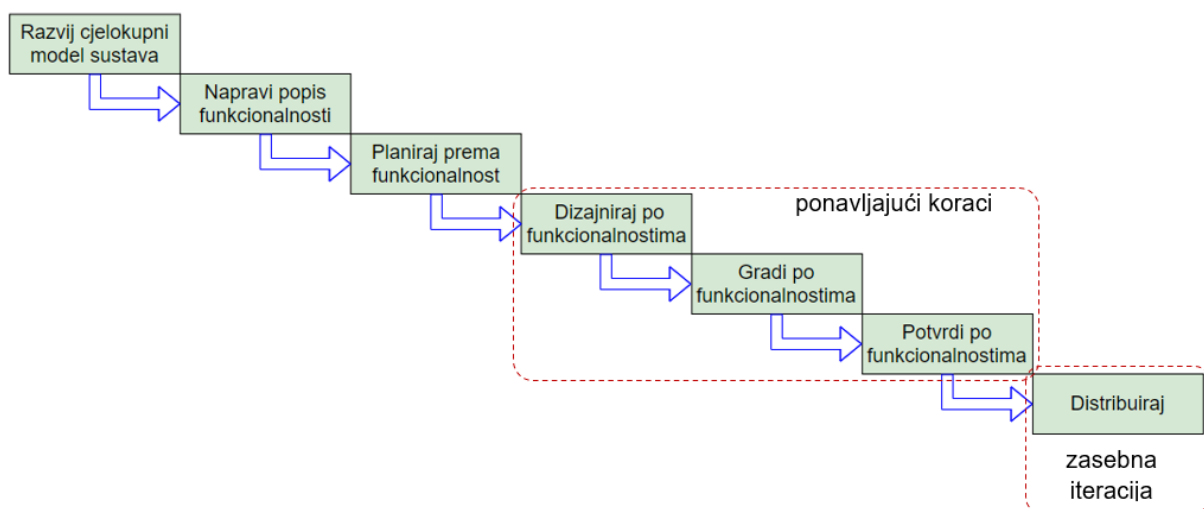 Razvij cjelokupni
model sustava
Napravi popis
funkcionalnosti
Planiraj prema
funkcionalnost
Dizajniraj po
funkcionalnostima
ponavljajući koraci
Gradi po
funkcionalnostima
Potvrdi po
funkcionalnostima
Distribuiraj
zasebna
iteracija